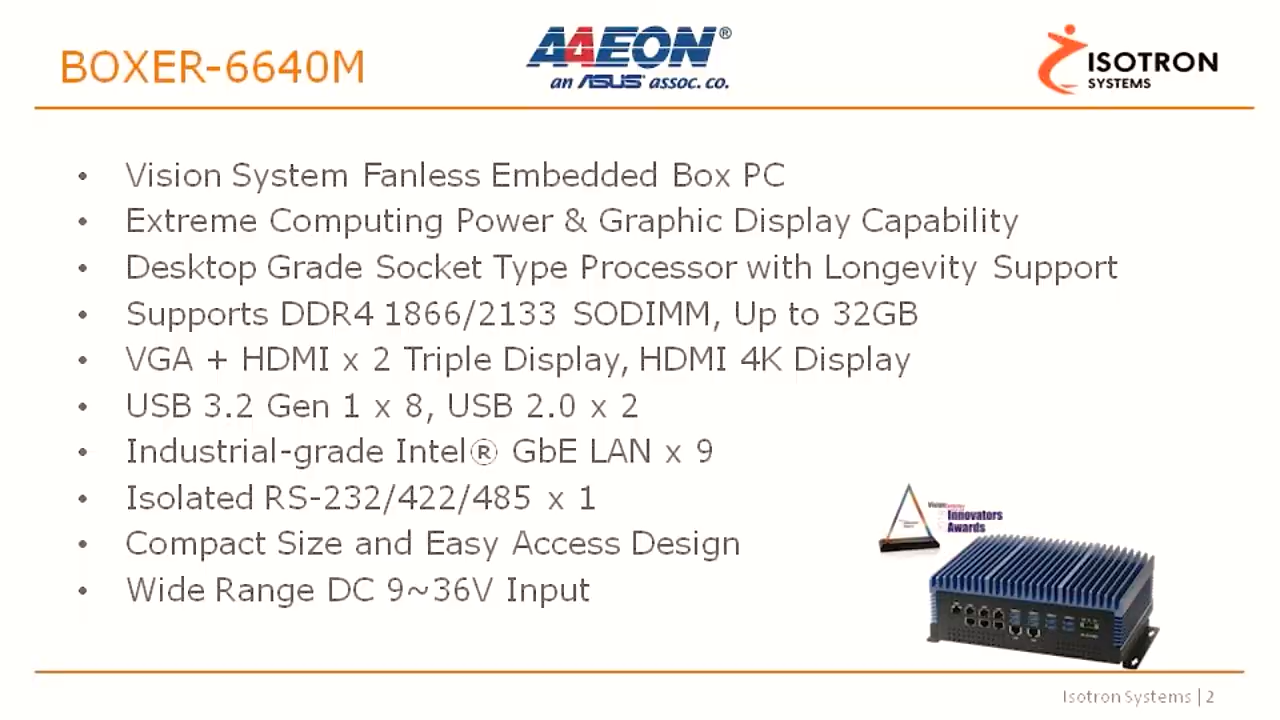 BOXER-6640M
AAEON®
an ASUS assoc. co.
ISOTRON
SYSTEMS
• Vision System Fanless Embedded Box PC
• Extreme Computing Power & Graphic Display Capability
• Desktop Grade Socket Type Processor with Longevity Support
• Supports DDR4 1866/2133 SODIMM, Up to 32GB
• VGA + HDMI x 2 Triple Display, HDMI 4K Display
• USB 3.2 Gen 1 x 8, USB 2.0 x 2
• Industrial-grade Intel® GbE LAN x 9
• Isolated RS-232/422/485 x 1
• Compact Size and Easy Access Design
• Wide Range DC 9~36V Input
Innovators
Awards
Isotron Systems | 2